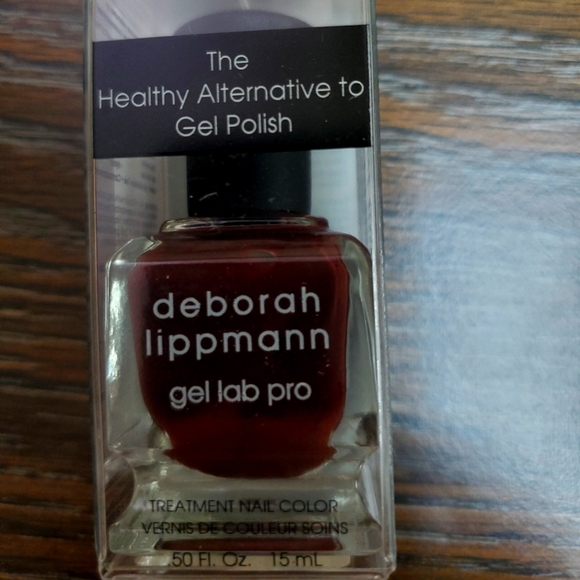 The
Healthy Alternative to
Gel Polish
deborah
lippmann
gel lab pro
TREATMENT NAIL COLOR
VERNIS DE COULEUR SOINS
.50 Fl. Oz. 15 mL